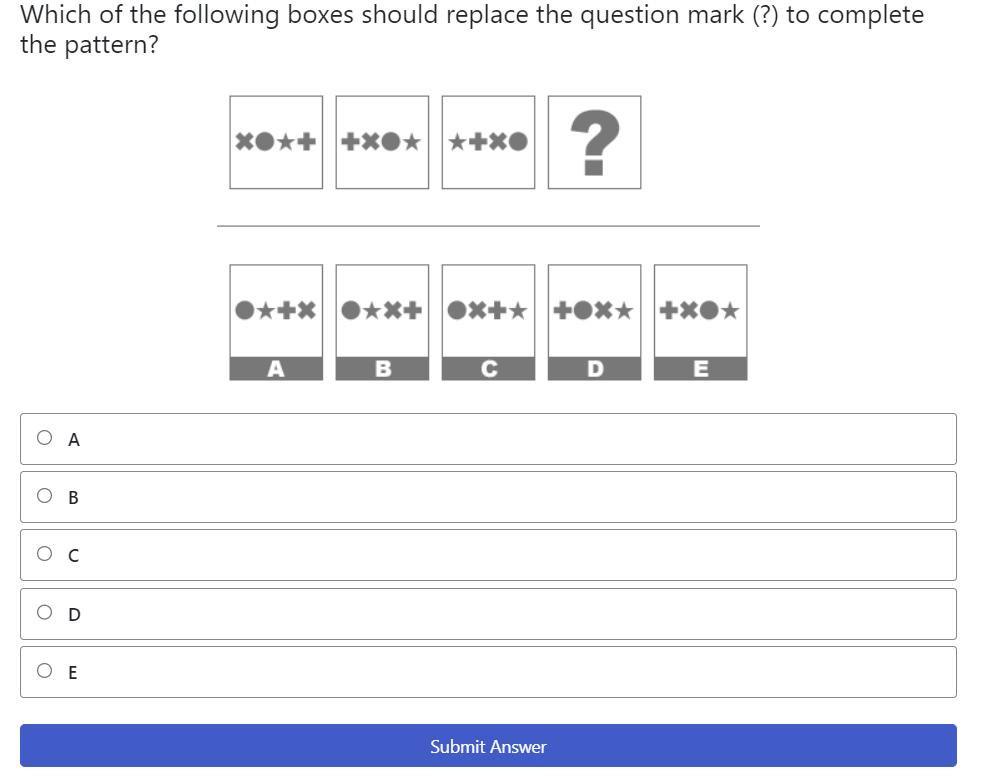 Which of the following boxes should replace the question mark (?) to complete
the pattern?
?
A B C D E
A
B
C
D
E
Submit Answer